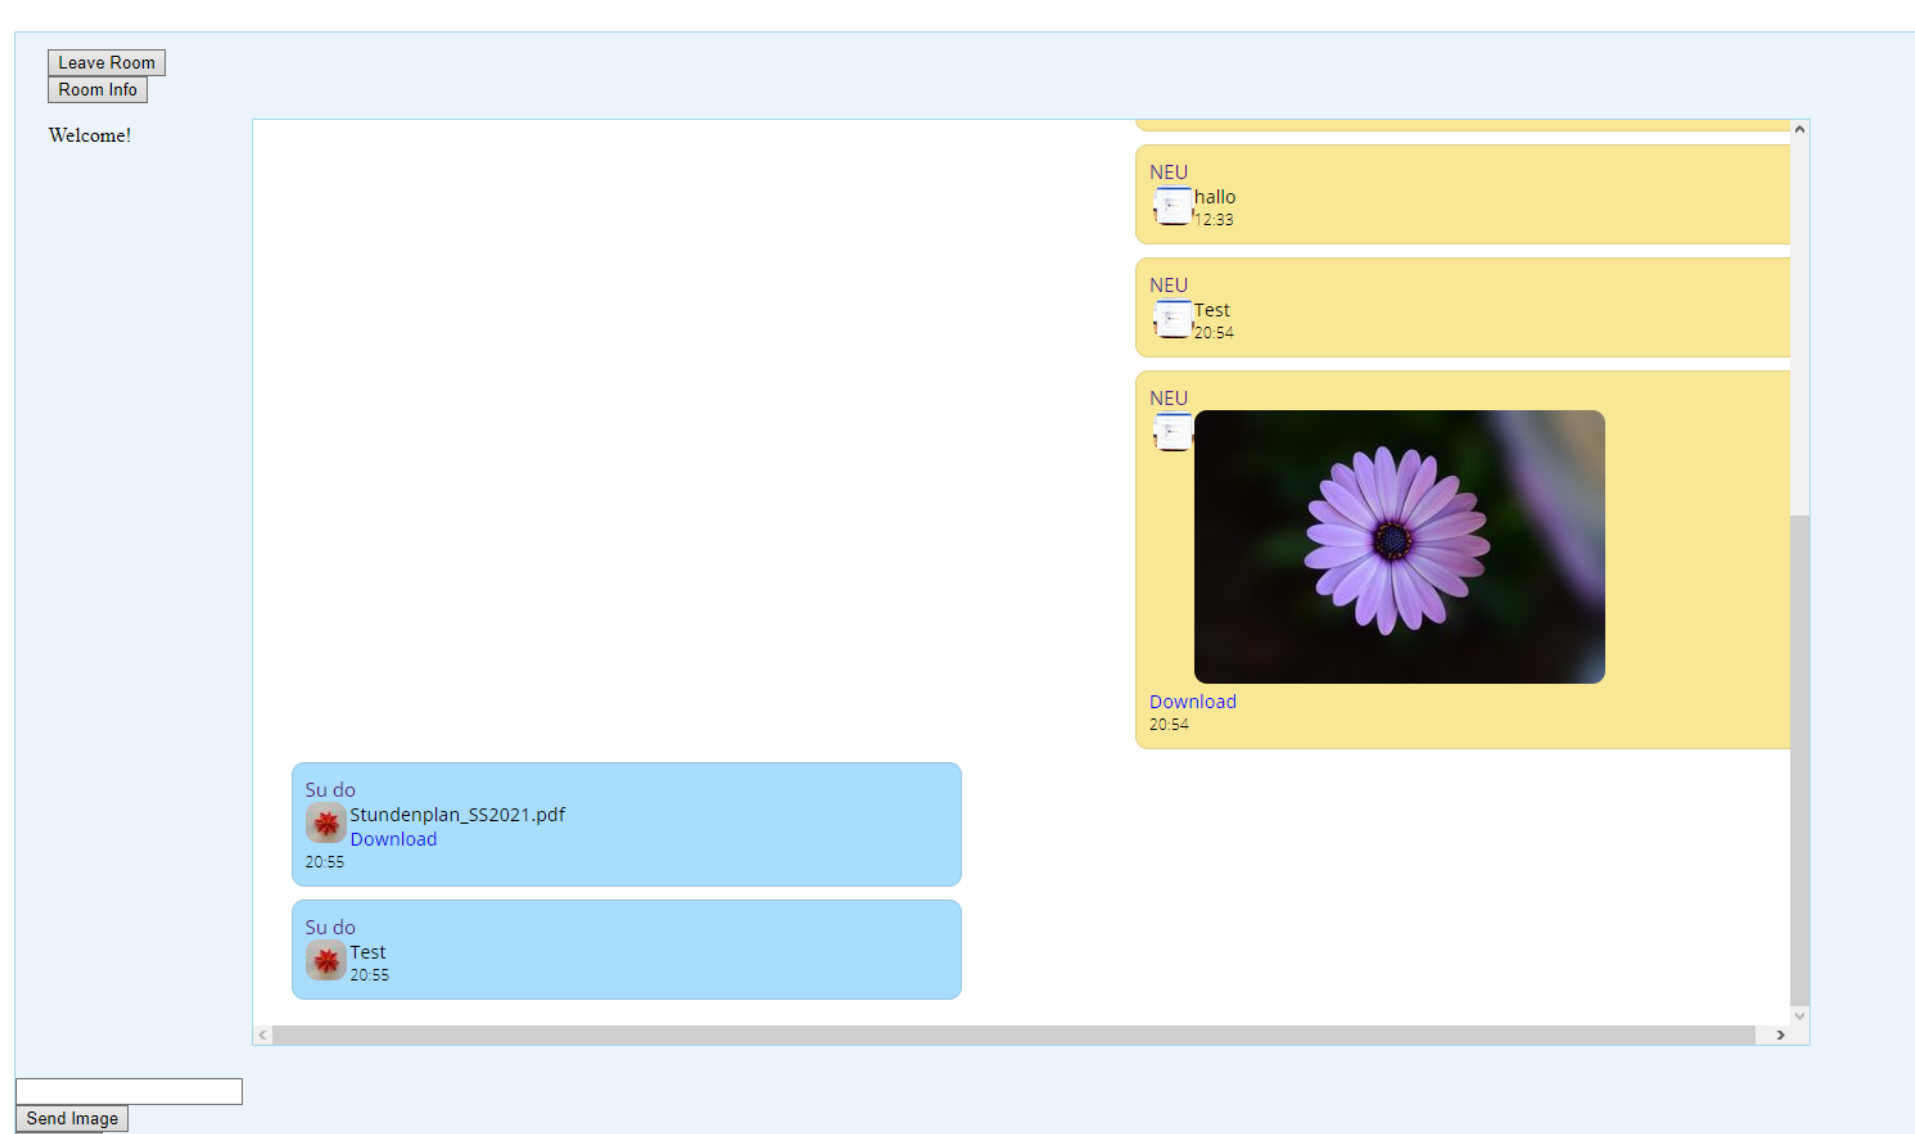 Leave Room
Room Info
Welcome!
NEU
hallo
12:33
NEU
Test
20:54
NEU
Download
20:54
Su do
Stundenplan_SS2021.pdf
Download
20:55
Su do
Test
20:55
Send Image